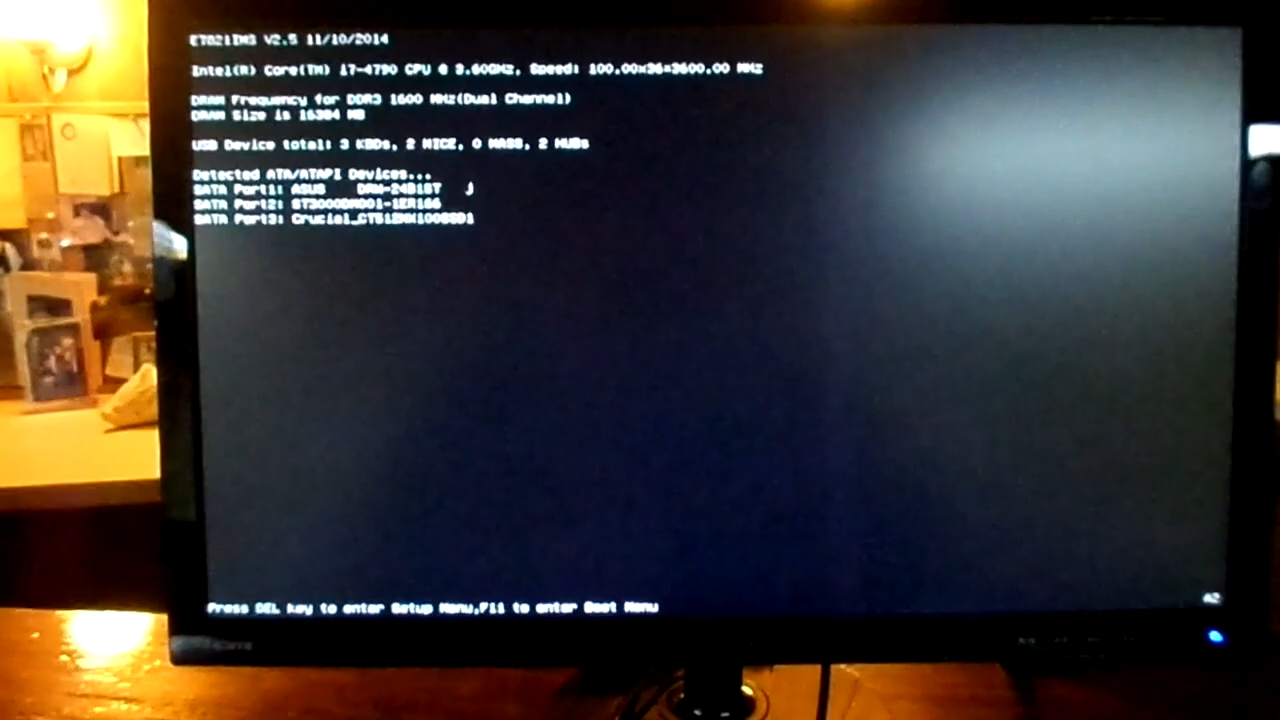 E7821IMS V2.5 11/10/2014
Intel(R) Core(TM) i7-4790 CPU @ 3.60GHz, Speed: 100.00x36=3600.00 MHz
DRAM Frequency for DDR3 1600 MHz(Dual Channel)
DRAM Size is 16384 MB
USB Device total: 3 KBDs, 2 MICE, 0 MASS, 2 HUBs
Detected ATA/ATAPI Devices...
SATA Port1: ASUS DRW-24B1ST j
SATA Port2: ST3000DM001-1ER166
SATA Port3: Crucial_CT512MX100SSD1
Press DEL key to enter Setup Menu,F11 to enter Boot Menu
A2